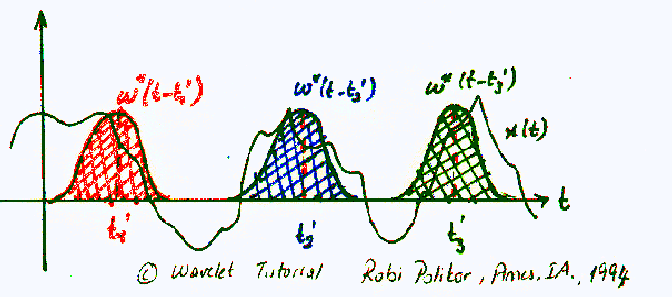 w*(t-t₁') w*(t-t₂') w*(t-t₃')
x(t)
t
t₁' t₂' t₃'
© Wavelet Tutorial Robi Polikar, Ames, IA., 1994